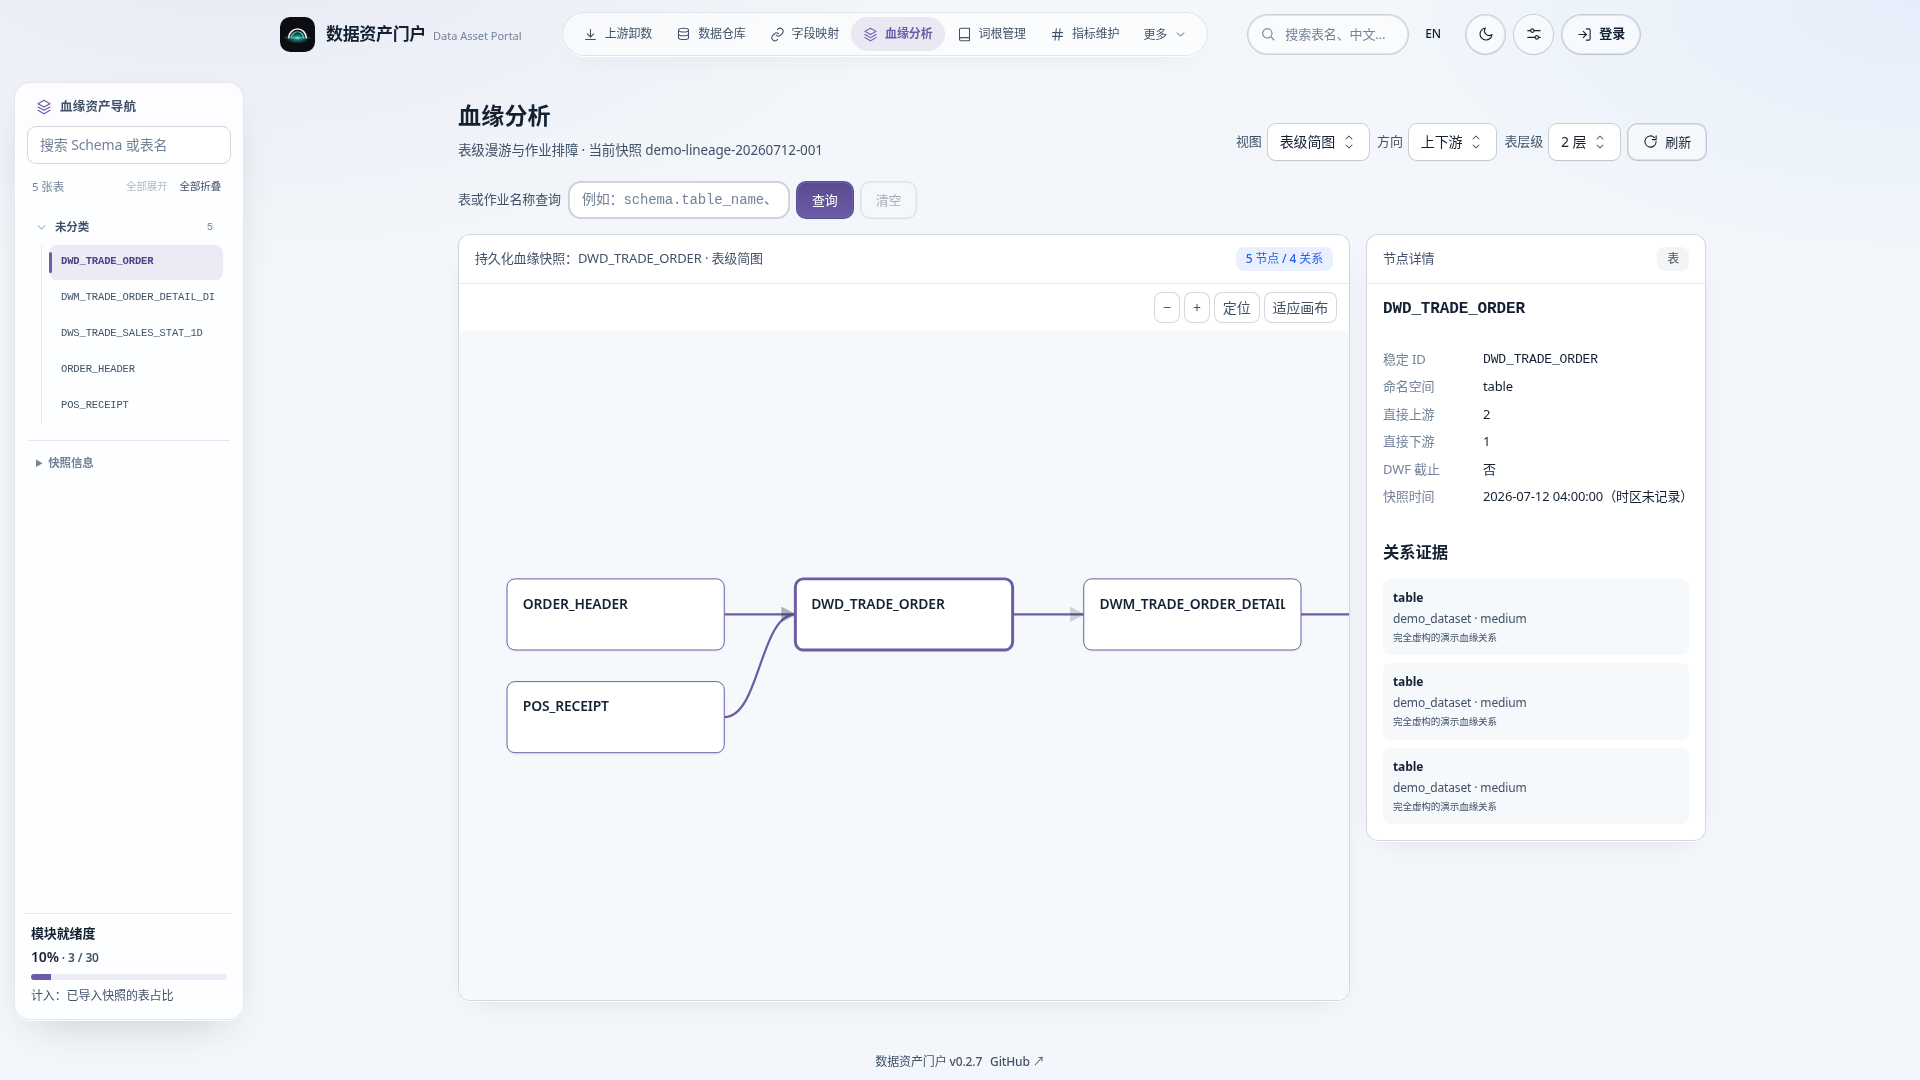 数据资产门户 Data Asset Portal
上游卸数 数据仓库 字段映射 血缘分析 词根管理 指标维护 更多
搜索表名、中文...
EN
登录
血缘资产导航
搜索 Schema 或表名
5 张表 全部展开 全部折叠
未分类 5
DWD_TRADE_ORDER
DWM_TRADE_ORDER_DETAIL_DI
DWS_TRADE_SALES_STAT_1D
ORDER_HEADER
POS_RECEIPT
快照信息
模块就绪度
10% · 3 / 30
计入：已导入快照的表占比
血缘分析
表级漫游与作业排障 · 当前快照 demo-lineage-20260712-001
视图 表级简图 方向 上下游 表层级 2 层 刷新
表或作业名称查询 例如：schema.table_name、 查询 清空
持久化血缘快照：DWD_TRADE_ORDER · 表级简图 5 节点 / 4 关系
− + 定位 适应画布
ORDER_HEADER
DWD_TRADE_ORDER
DWM_TRADE_ORDER_DETAIL
POS_RECEIPT
节点详情 表
DWD_TRADE_ORDER
稳定 ID DWD_TRADE_ORDER
命名空间 table
直接上游 2
直接下游 1
DWF 截止 否
快照时间 2026-07-12 04:00:00（时区未记录）
关系证据
table
demo_dataset · medium
完全虚构的演示血缘关系
table
demo_dataset · medium
完全虚构的演示血缘关系
table
demo_dataset · medium
完全虚构的演示血缘关系
数据资产门户 v0.2.7 GitHub ↗